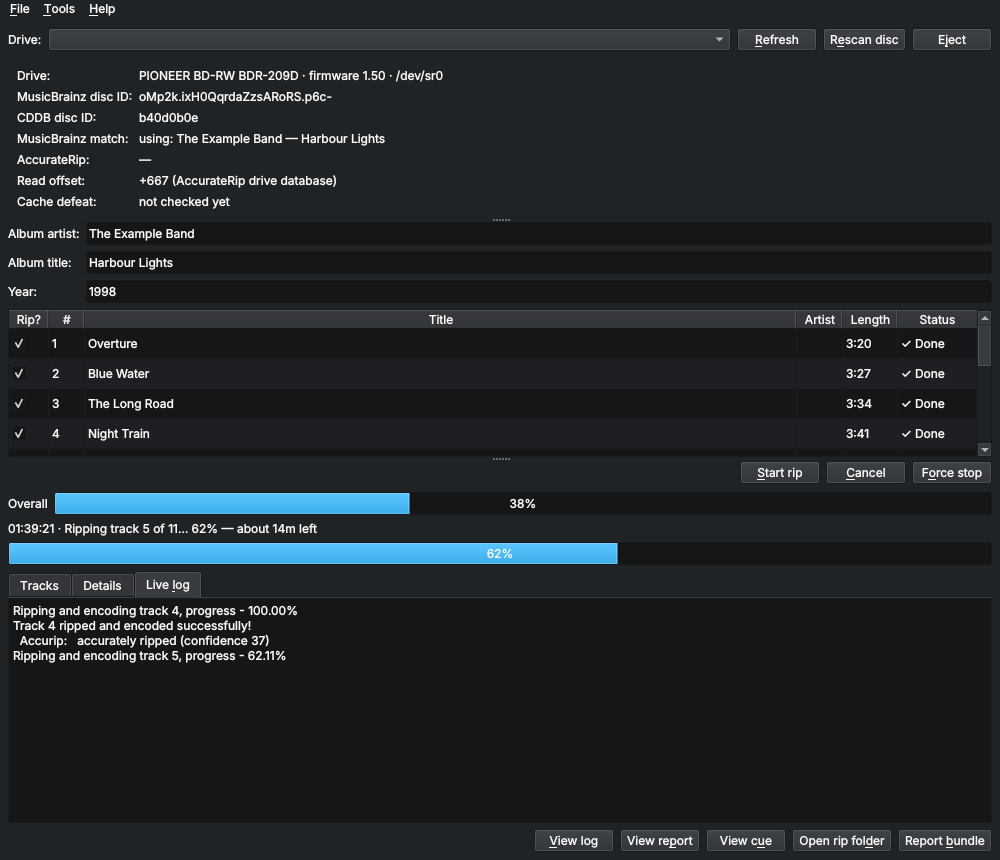 File Tools Help
Drive: Refresh Rescan disc Eject
Drive: PIONEER BD-RW BDR-209D · firmware 1.50 · /dev/sr0
MusicBrainz disc ID: oMp2k.ixH0QqrdaZzsARoRS.p6c-
CDDB disc ID: b40d0b0e
MusicBrainz match: using: The Example Band — Harbour Lights
AccurateRip: —
Read offset: +667 (AccurateRip drive database)
Cache defeat: not checked yet
Album artist: The Example Band
Album title: Harbour Lights
Year: 1998
Rip? # Title Artist Length Status
✓ 1 Overture 3:20 ✓ Done
✓ 2 Blue Water 3:27 ✓ Done
✓ 3 The Long Road 3:34 ✓ Done
✓ 4 Night Train 3:41 ✓ Done
Start rip Cancel Force stop
Overall 38%
01:39:21 · Ripping track 5 of 11... 62% — about 14m left
62%
Tracks Details Live log
Ripping and encoding track 4, progress - 100.00%
Track 4 ripped and encoded successfully!
Accurip: accurately ripped (confidence 37)
Ripping and encoding track 5, progress - 62.11%
View log View report View cue Open rip folder Report bundle